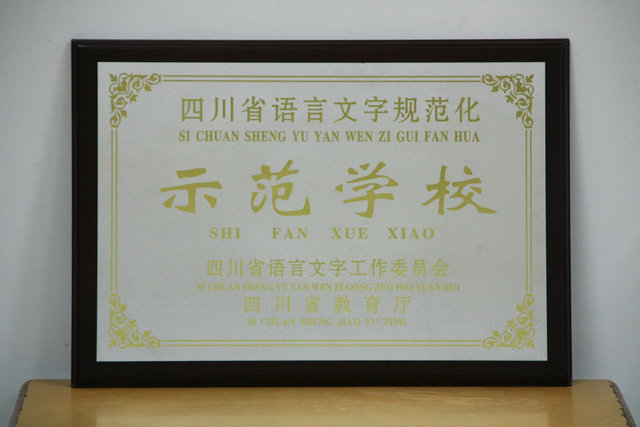 四川省语言文字规范化
SI CHUAN SHENG YU YAN WEN ZI GUI FAN HUA
示范学校
SHI FAN XUE XIAO
四川省语言文字工作委员会
SI CHUAN SHENG YU YAN WEN ZI GONG ZUO WEI YUAN HUI
四川省教育厅
SI CHUAN SHENG JIAO YU TING